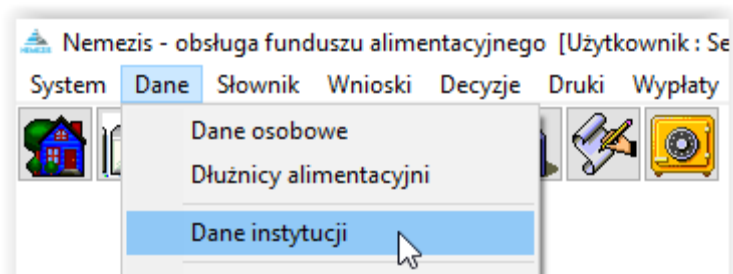 NEMEZIS
Nemezis - obsługa funduszu alimentacyjnego [Użytkownik : Se
System Dane Słownik Wnioski Decyzje Druki Wypłaty
Dane osobowe
Dłużnicy alimentacyjni
Dane instytucji